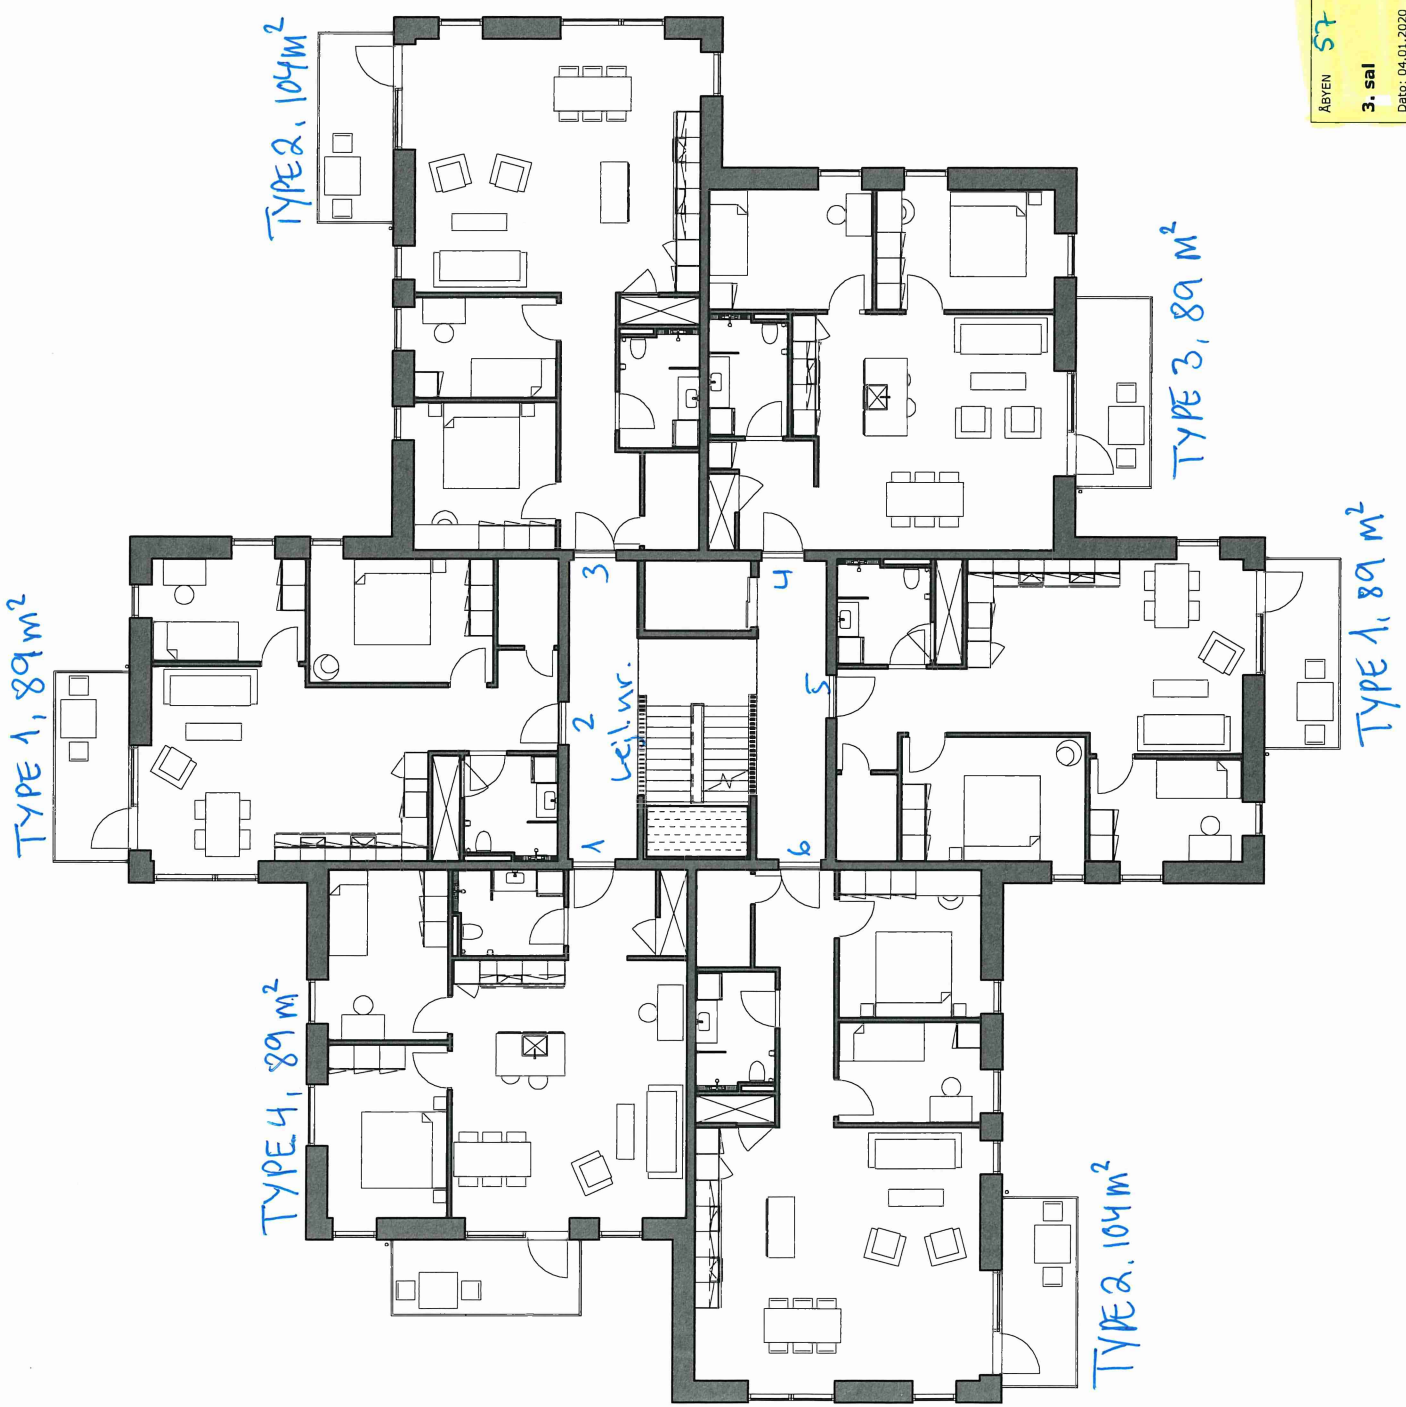 ÅBYEN 57
3. sal
Dato: 04.01.2020
TYPE 2. 104 m²
TYPE 3, 89 m²
TYPE 1, 89 m²
TYPE 1, 89 m²
3
4
2
Lejl.nr.
5
1
6
TYPE 4, 89 m²
TYPE 2. 104 m²